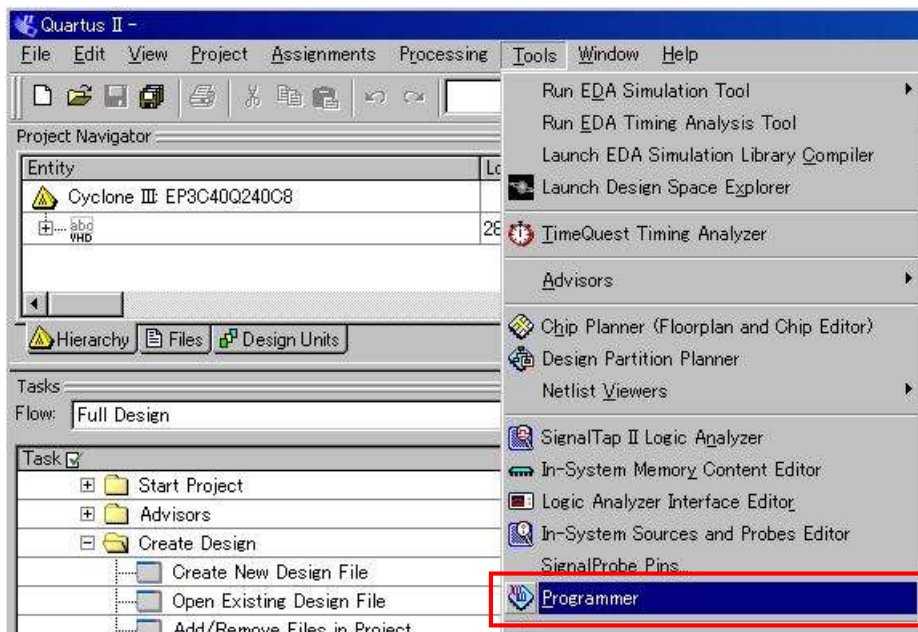 Quartus II -
File Edit View Project Assignments Processing Tools Window Help
Project Navigator
Entity
Cyclone III: EP3C40Q240C8
abd
VHD
28
Hierarchy Files Design Units
Tasks
Flow: Full Design
Task
Start Project
Advisors
Create Design
Create New Design File
Open Existing Design File
Add/Remove Files in Project
Run EDA Simulation Tool
Run EDA Timing Analysis Tool
Launch EDA Simulation Library Compiler
Launch Design Space Explorer
TimeQuest Timing Analyzer
Advisors
Chip Planner (Floorplan and Chip Editor)
Design Partition Planner
Netlist Viewers
SignalTap II Logic Analyzer
In-System Memory Content Editor
Logic Analyzer Interface Editor
In-System Sources and Probes Editor
SignalProbe Pins...
Programmer